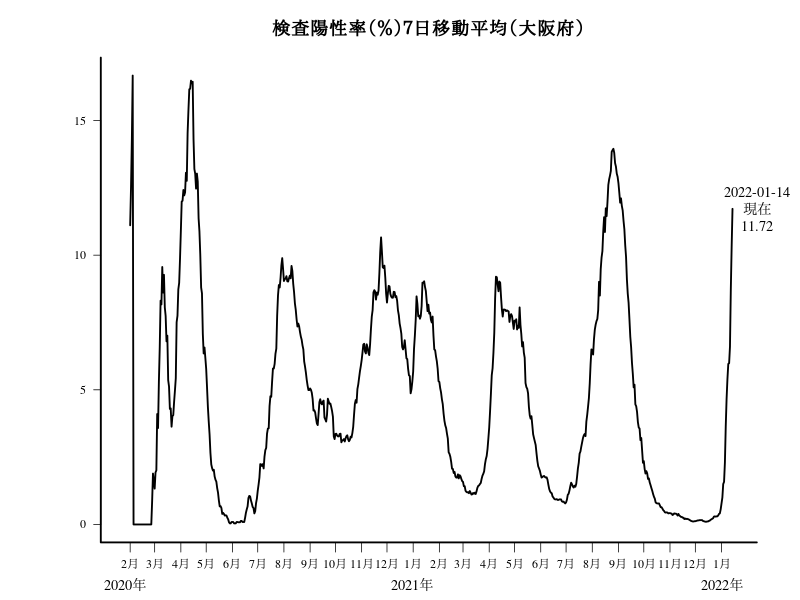 検査陽性率(%)7日移動平均(大阪府)
15
10
5
0
2022-01-14
現在
11.72
2月 3月 4月 5月 6月 7月 8月 9月 10月 11月 12月 1月 2月 3月 4月 5月 6月 7月 8月 9月 10月 11月 12月 1月
2020年 2021年 2022年